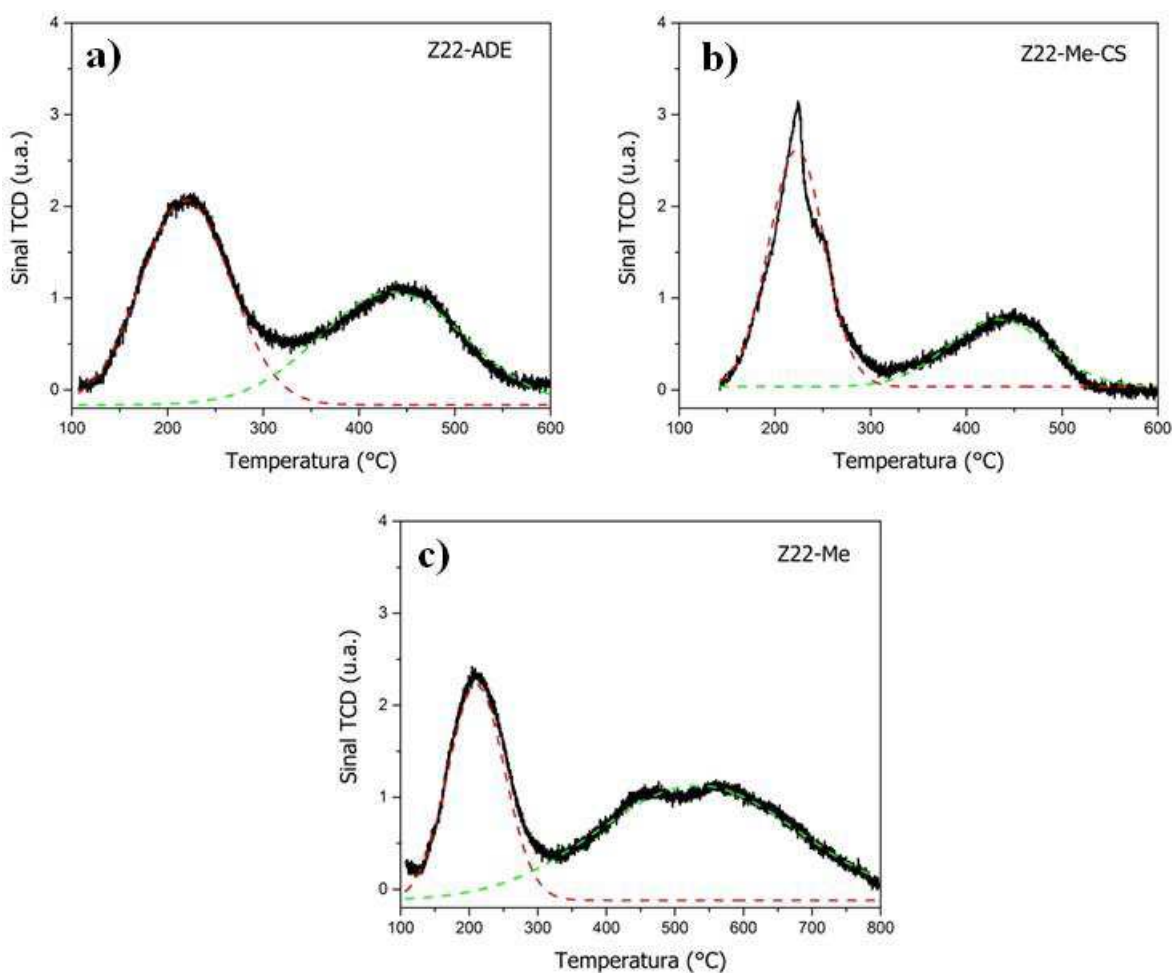 a)
Z22-ADE
Sinal TCD (u.a.)
4
3
2
1
0
100 200 300 400 500 600
Temperatura (°C)
b)
Z22-Me-CS
Sinal TCD (u.a.)
4
3
2
1
0
100 200 300 400 500 600
Temperatura (°C)
c)
Z22-Me
Sinal TCD (u.a.)
4
3
2
1
0
100 200 300 400 500 600 700 800
Temperatura (°C)